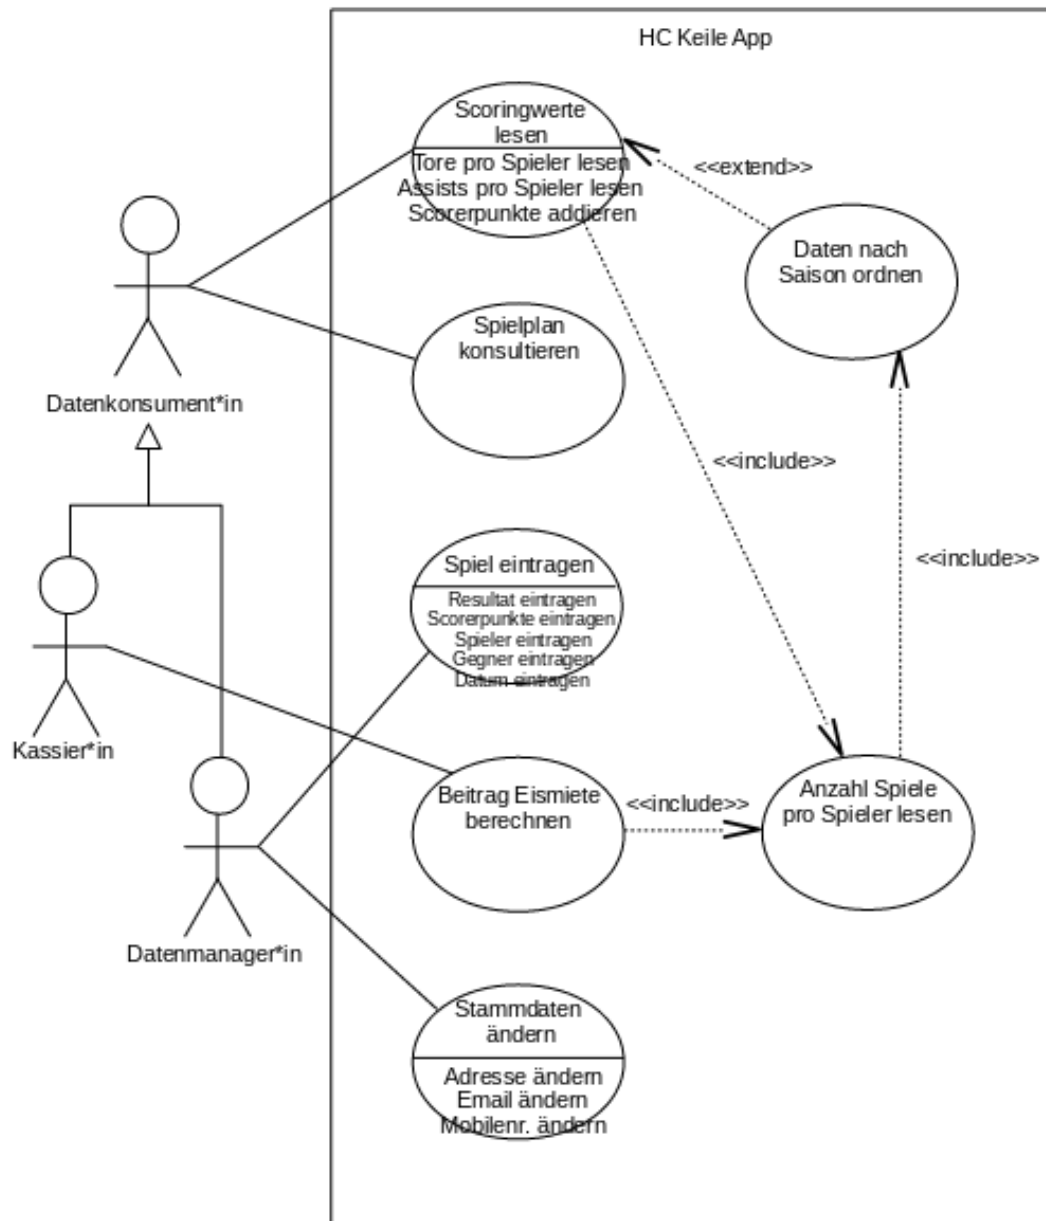 HC Keile App
Scoringwerte
lesen
Tore pro Spieler lesen
Assists pro Spieler lesen
Scorerpunkte addieren
<<extend>>
Daten nach
Saison ordnen
Spielplan
konsultieren
Datenkonsument*in
<<include>>
<<include>>
Spiel eintragen
Resultat eintragen
Scorerpunkte eintragen
Spieler eintragen
Gegner eintragen
Datum eintragen
Kassier*in
Beitrag Eismiete
berechnen
<<include>>
Anzahl Spiele
pro Spieler lesen
Datenmanager*in
Stammdaten
ändern
Adresse ändern
Email ändern
Mobilenr. ändern